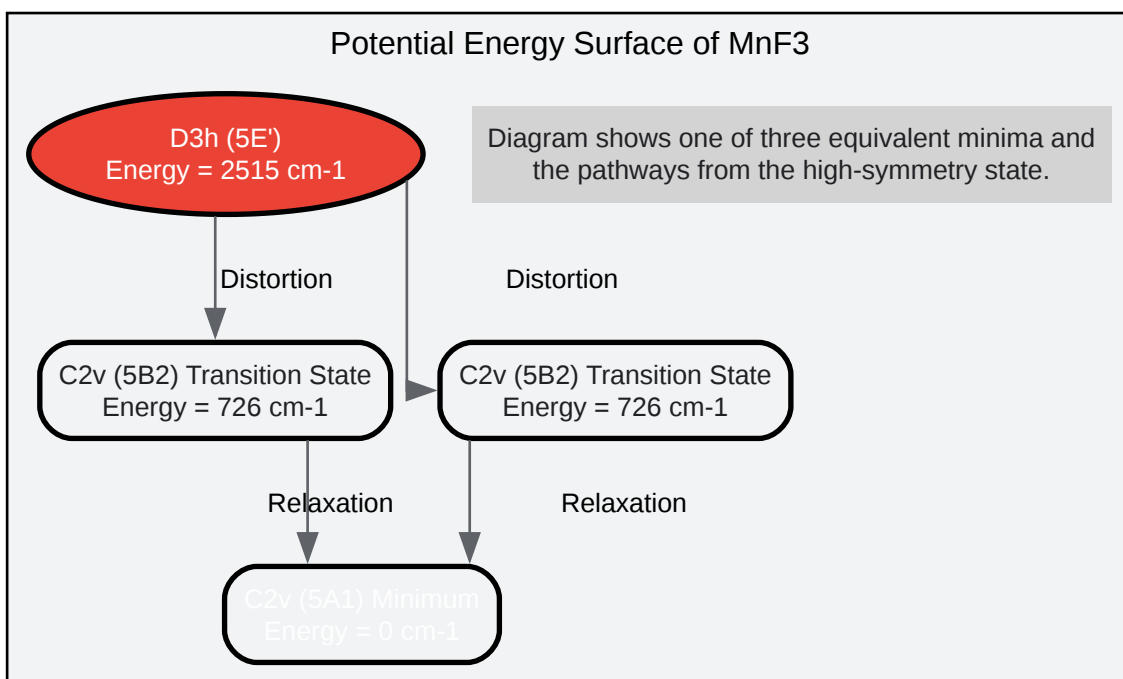 Potential Energy Surface of MnF3
D3h (5E')
Energy = 2515 cm-1
Diagram shows one of three equivalent minima and
the pathways from the high-symmetry state.
Distortion
Distortion
C2v (5B2) Transition State
Energy = 726 cm-1
C2v (5B2) Transition State
Energy = 726 cm-1
Relaxation
Relaxation
C2v (5A1) Minimum
Energy = 0 cm-1